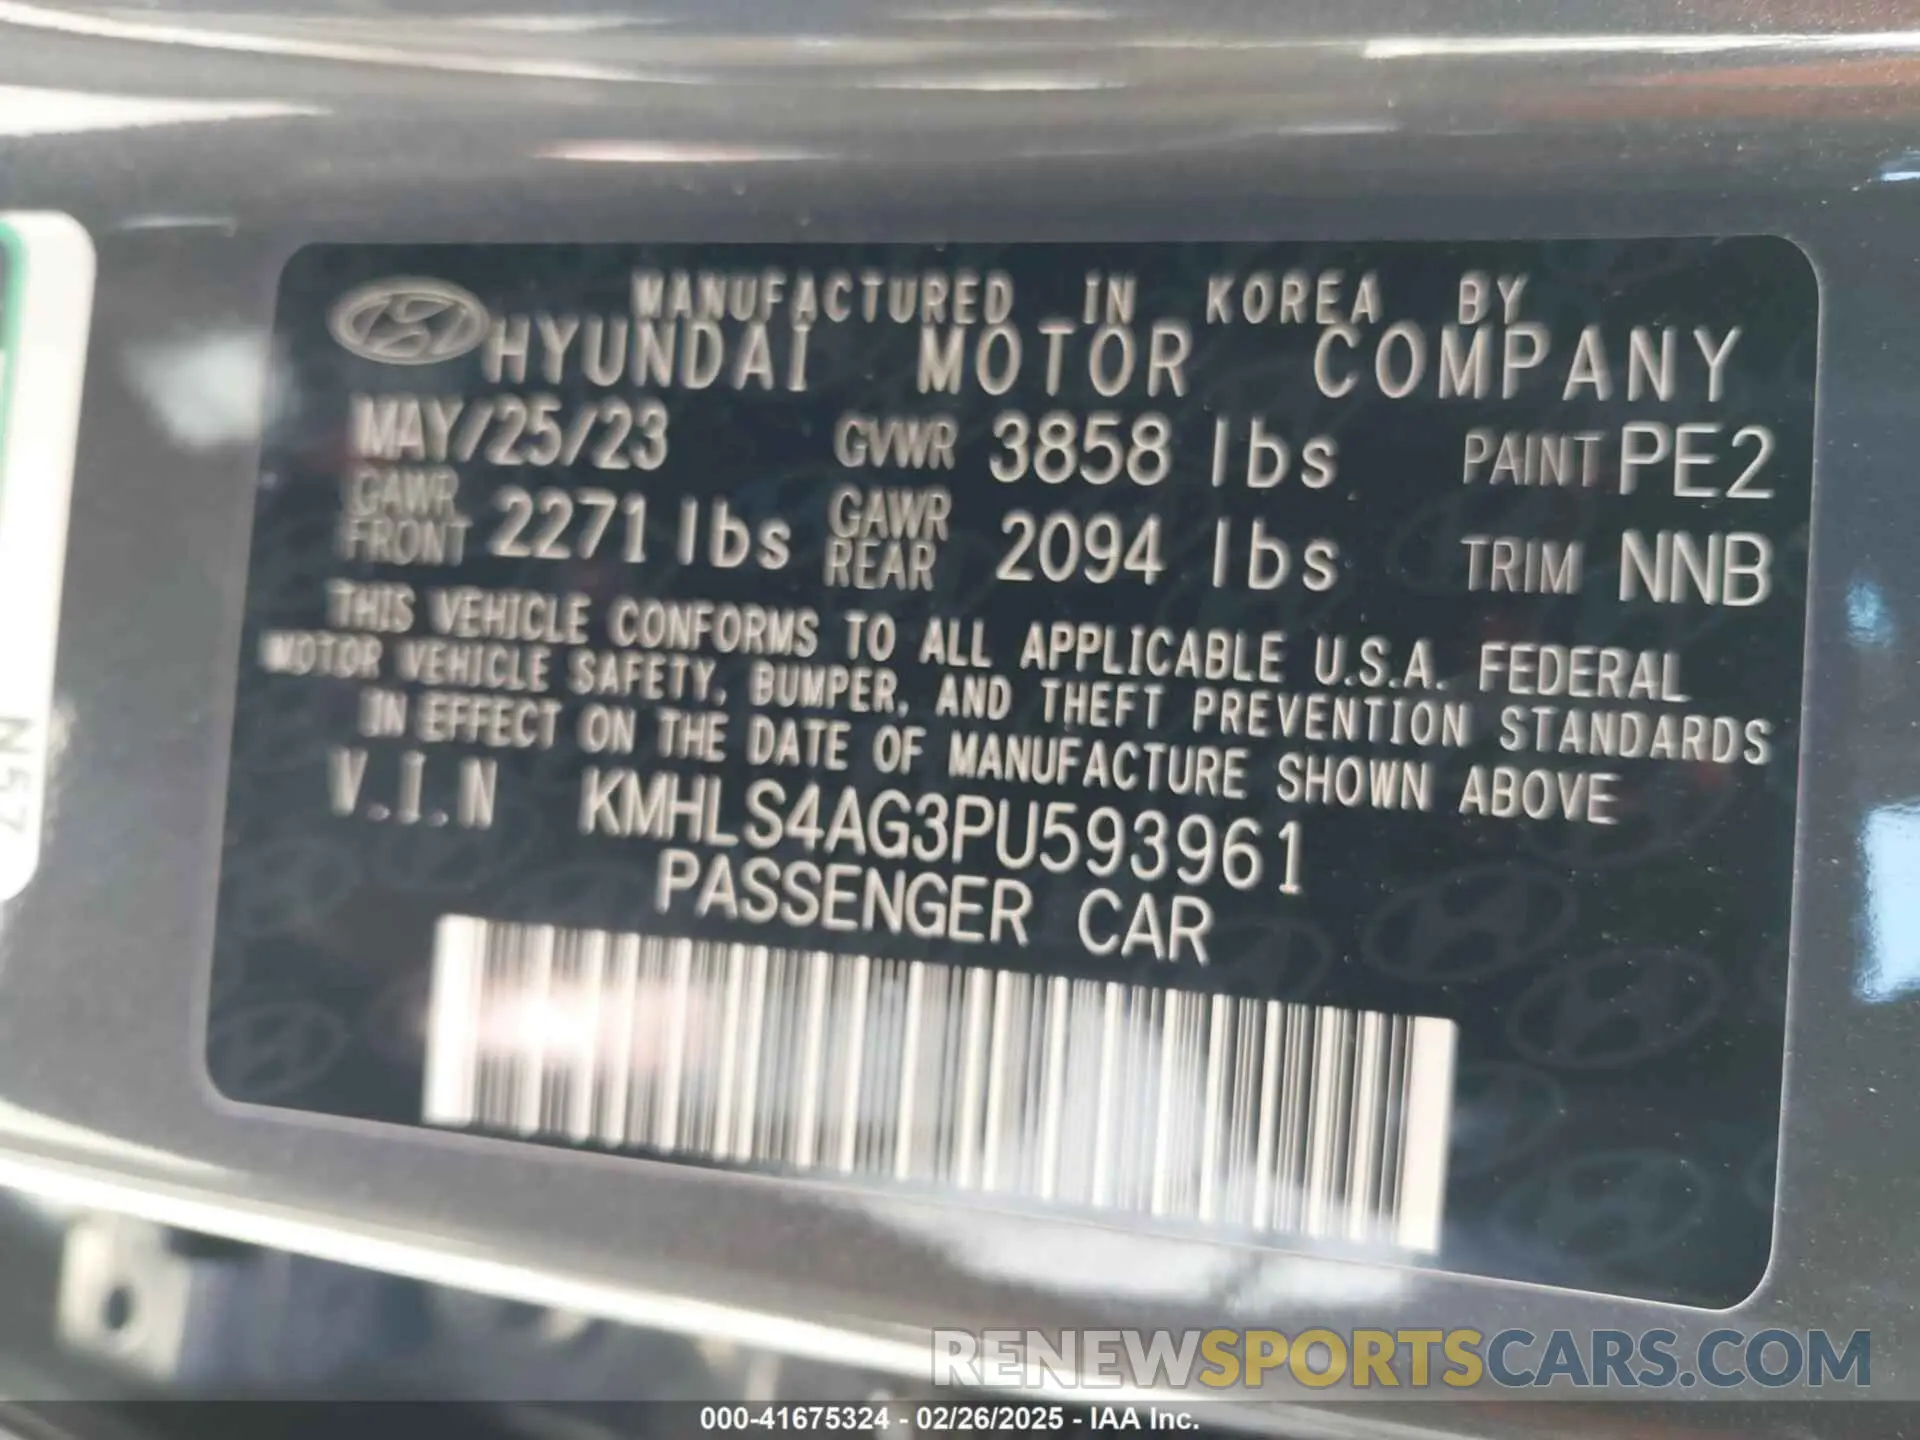 MANUFACTURED IN KOREA BY
HYUNDAI MOTOR COMPANY
MAY/25/23 GVWR 3858 lbs PAINT PE2
GAWR FRONT 2271 lbs GAWR REAR 2094 lbs TRIM NNB
THIS VEHICLE CONFORMS TO ALL APPLICABLE U.S.A. FEDERAL
MOTOR VEHICLE SAFETY, BUMPER, AND THEFT PREVENTION STANDARDS
IN EFFECT ON THE DATE OF MANUFACTURE SHOWN ABOVE
V.I.N KMHLS4AG3PU593961
PASSENGER CAR
N57
RENEWSPORTSCARS.COM
000-41675324 - 02/26/2025 - IAA Inc.